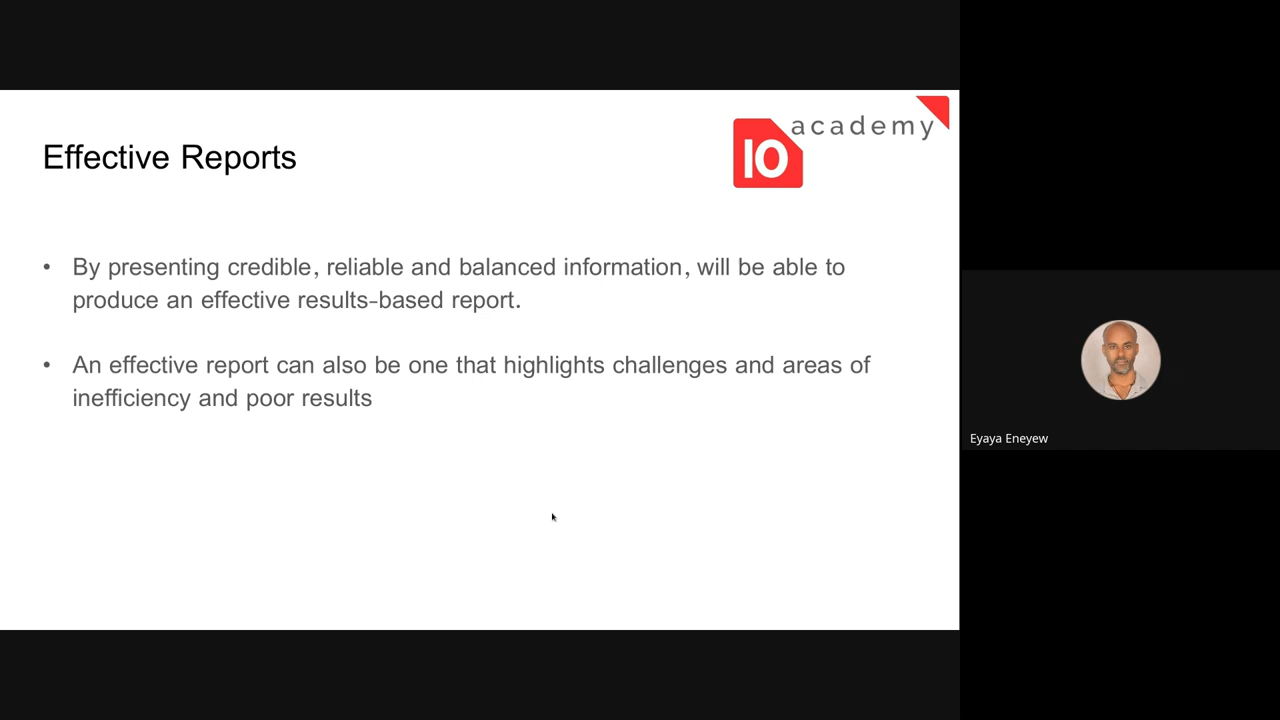 academy
10
Effective Reports
• By presenting credible, reliable and balanced information, will be able to
produce an effective results-based report.
• An effective report can also be one that highlights challenges and areas of
inefficiency and poor results
Eyaya Eneyew